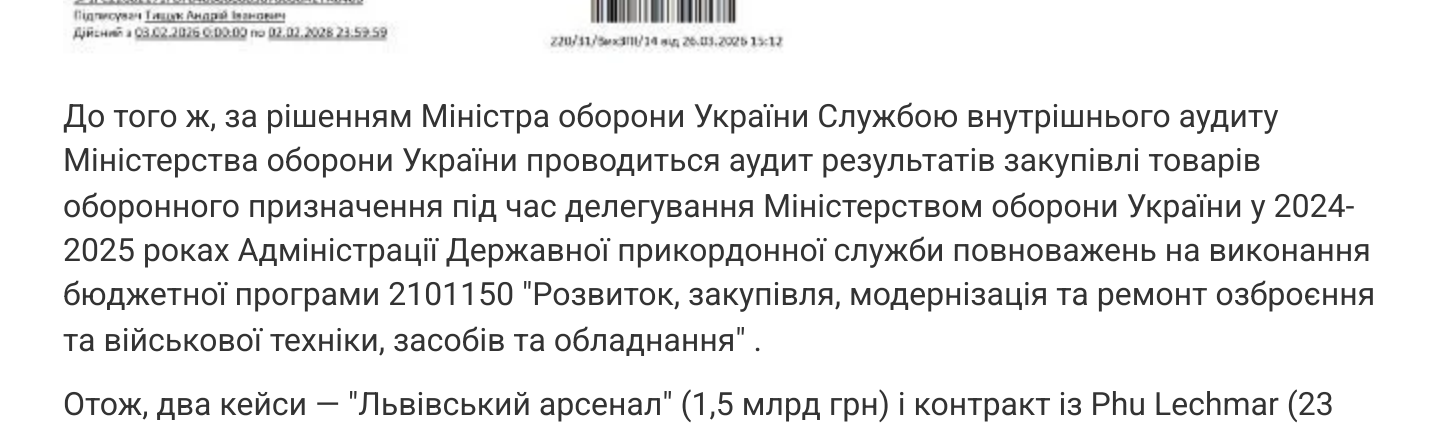 Підписувач Тищук Андрій Іванович
Дійсний з 03.02.2026 0:00:00 по 02.02.2028 23:59:59
від 26.03.2026 15:12
До того ж, за рішенням Міністра оборони України Службою внутрішнього аудиту
Міністерства оборони України проводиться аудит результатів закупівлі товарів
оборонного призначення під час делегування Міністерством оборони України у 2024-
2025 роках Адміністрації Державної прикордонної служби повноважень на виконання
бюджетної програми 2101150 "Розвиток, закупівля, модернізація та ремонт озброєння
та військової техніки, засобів та обладнання" .
Отож, два кейси — "Львівський арсенал" (1,5 млрд грн) і контракт із Phu Lechmar (23